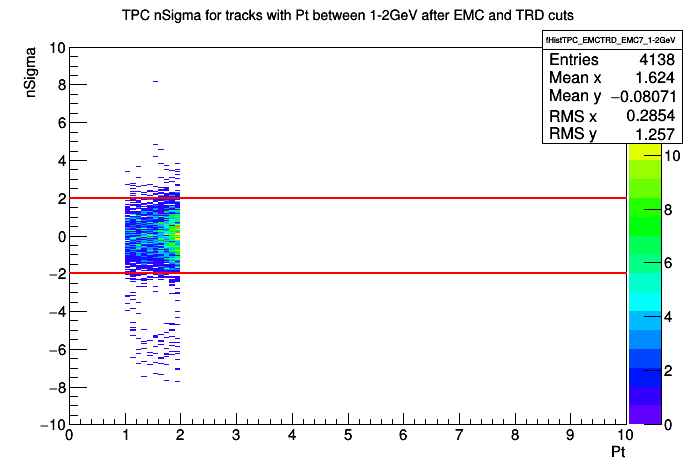 TPC nSigma for tracks with Pt between 1-2GeV after EMC and TRD cuts
fHistTPC_EMCTRD_EMC7_1-2GeV
Entries 4138
Mean x 1.624
Mean y −0.08071
RMS x 0.2854
RMS y 1.257
nSigma
10
8
6
4
2
0
−2
−4
−6
−8
−10
0 1 2 3 4 5 6 7 8 9 10
Pt
10
8
6
4
2
0